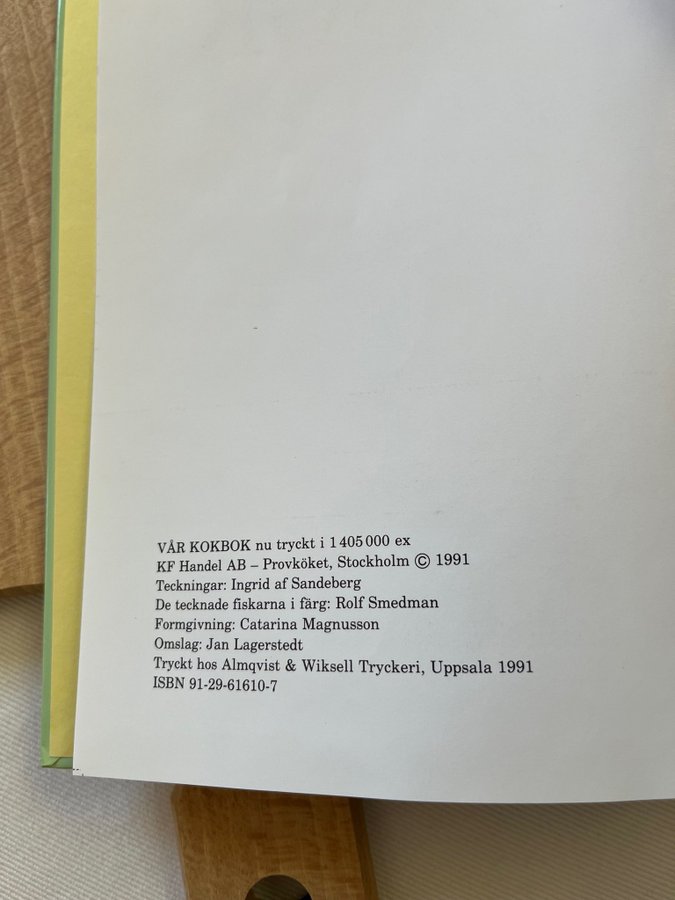 VÅR KOKBOK nu tryckt i 1 405 000 ex
KF Handel AB – Provköket, Stockholm © 1991
Teckningar: Ingrid af Sandeberg
De tecknade fiskarna i färg: Rolf Smedman
Formgivning: Catarina Magnusson
Omslag: Jan Lagerstedt
Tryckt hos Almqvist & Wiksell Tryckeri, Uppsala 1991
ISBN 91-29-61610-7